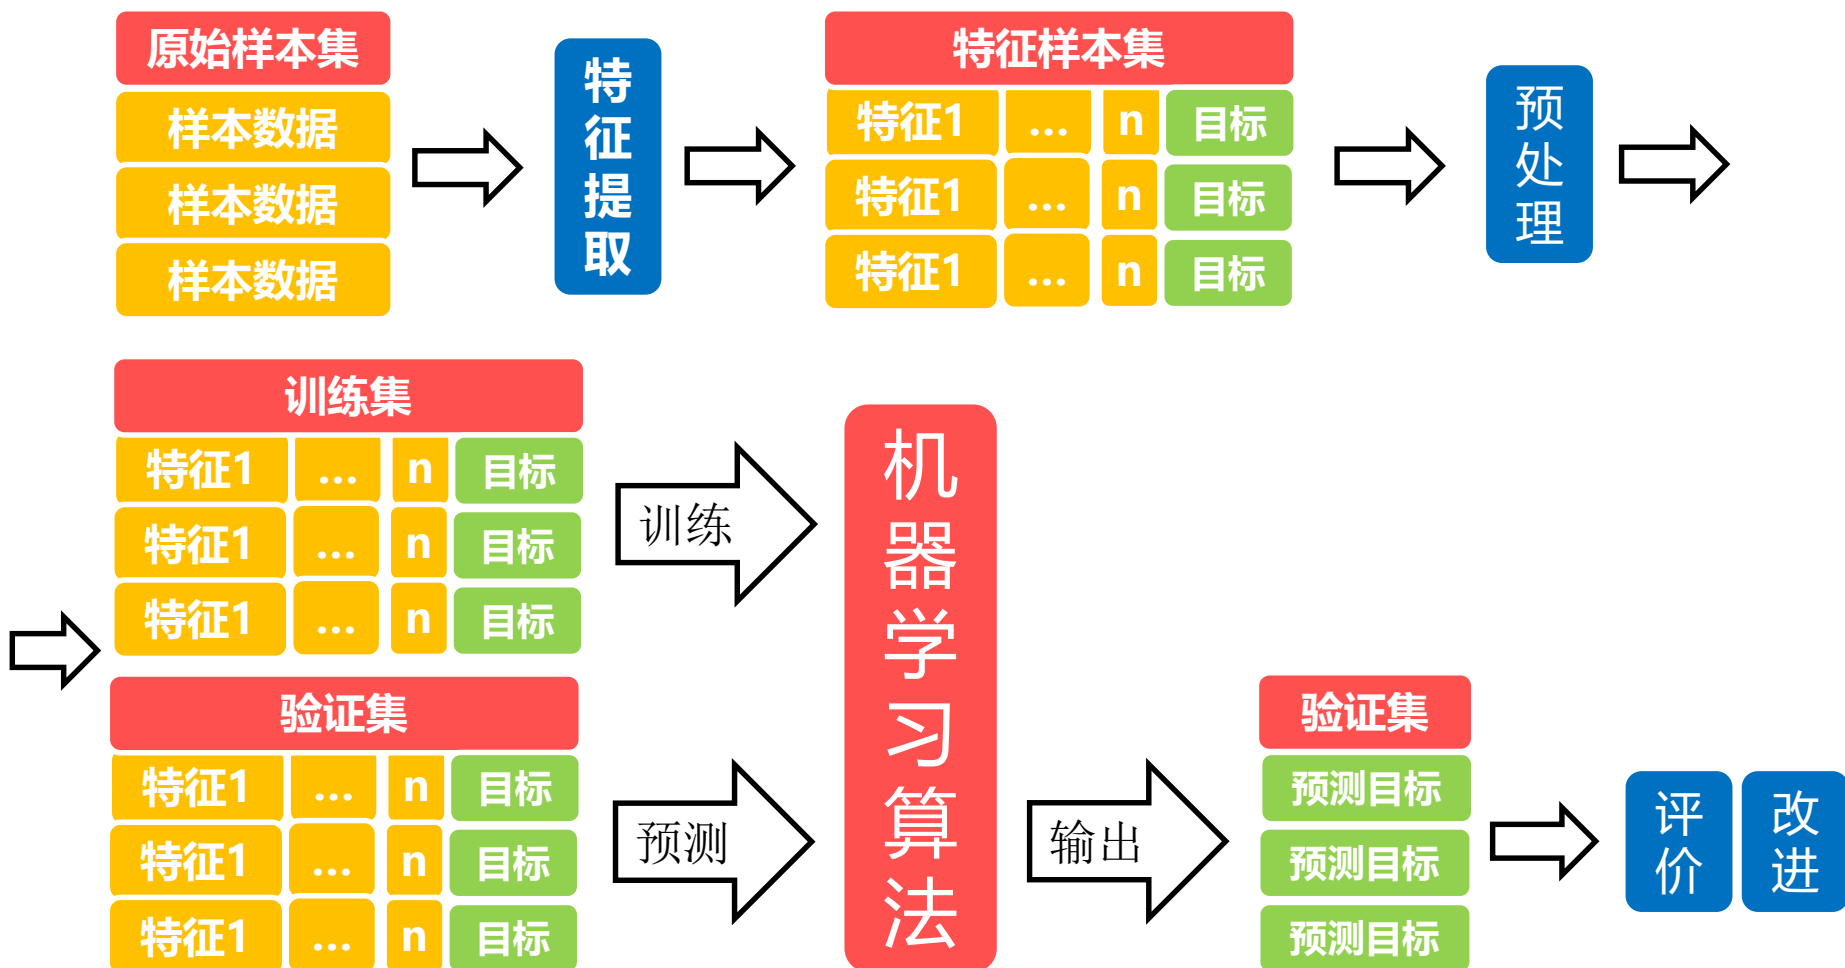 原始样本集
样本数据
样本数据
样本数据
特征提取
特征样本集
特征1 ... n 目标
特征1 ... n 目标
特征1 ... n 目标
预处理
训练集
特征1 ... n 目标
特征1 ... n 目标
特征1 ... n 目标
训练
验证集
特征1 ... n 目标
特征1 ... n 目标
特征1 ... n 目标
预测
机器学习算法
输出
验证集
预测目标
预测目标
预测目标
评价
改进